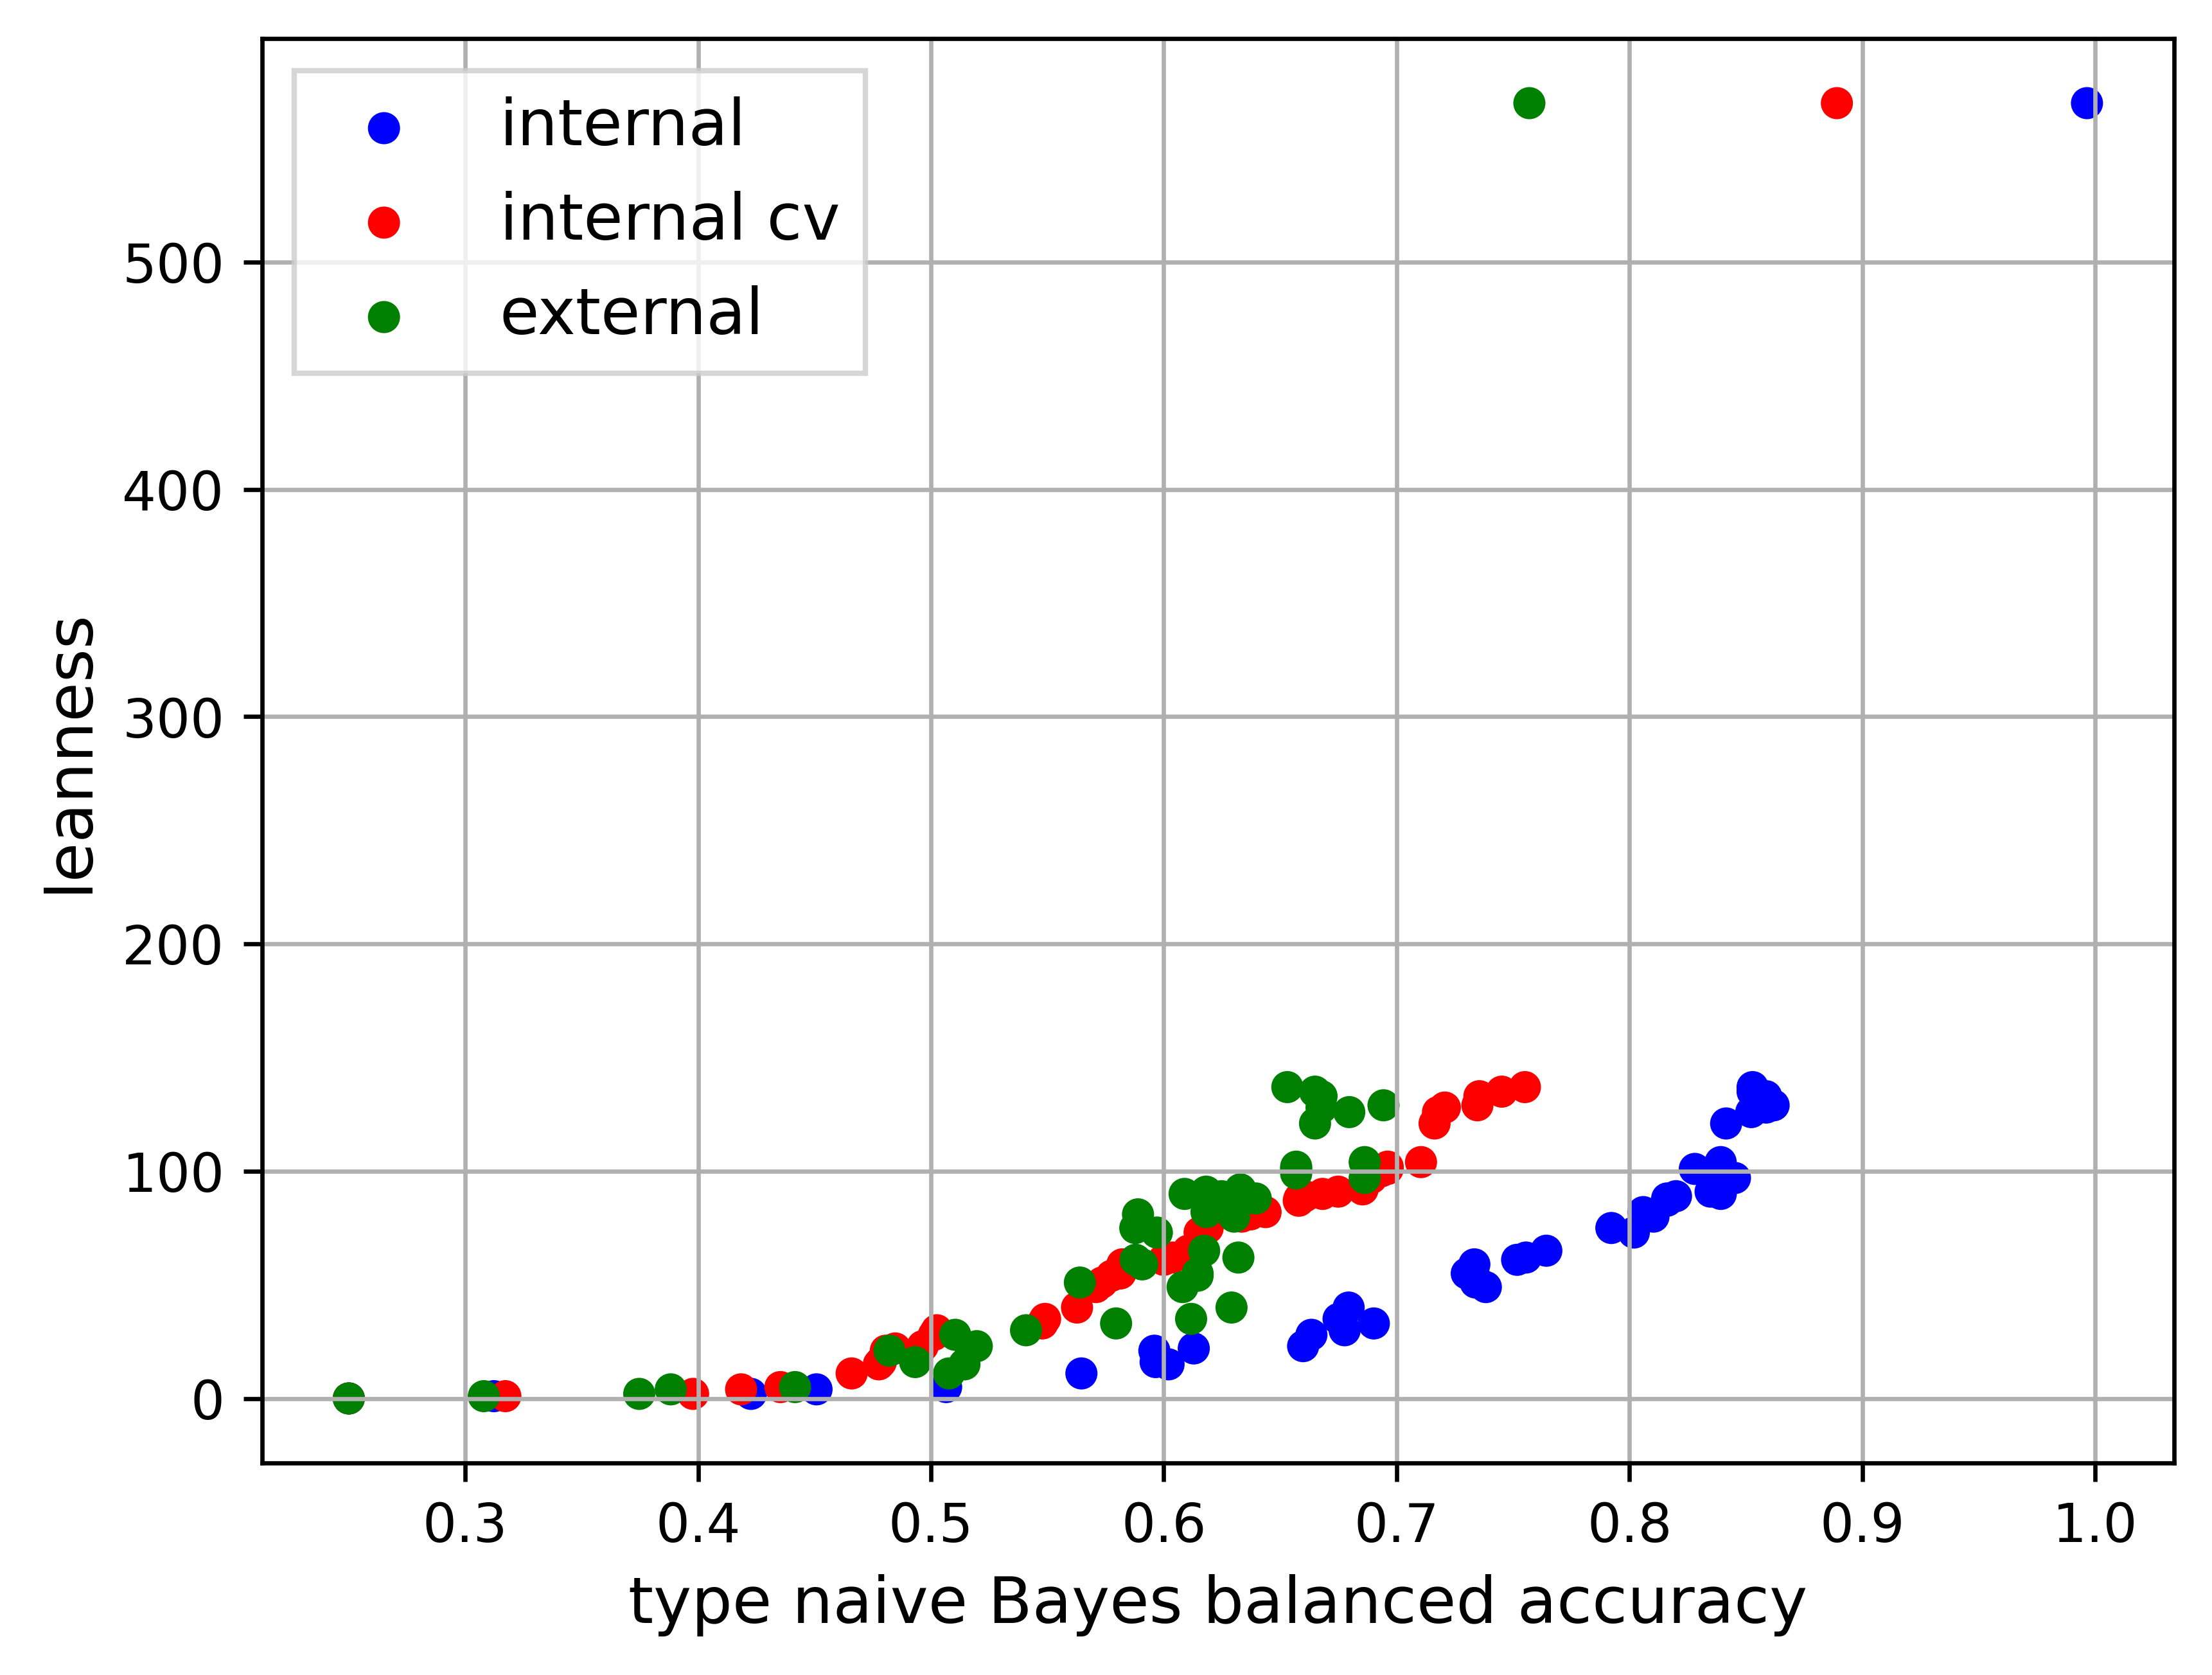 internal
internal cv
external
500
400
300
200
100
0
leanness
0.3 0.4 0.5 0.6 0.7 0.8 0.9 1.0
type naive Bayes balanced accuracy